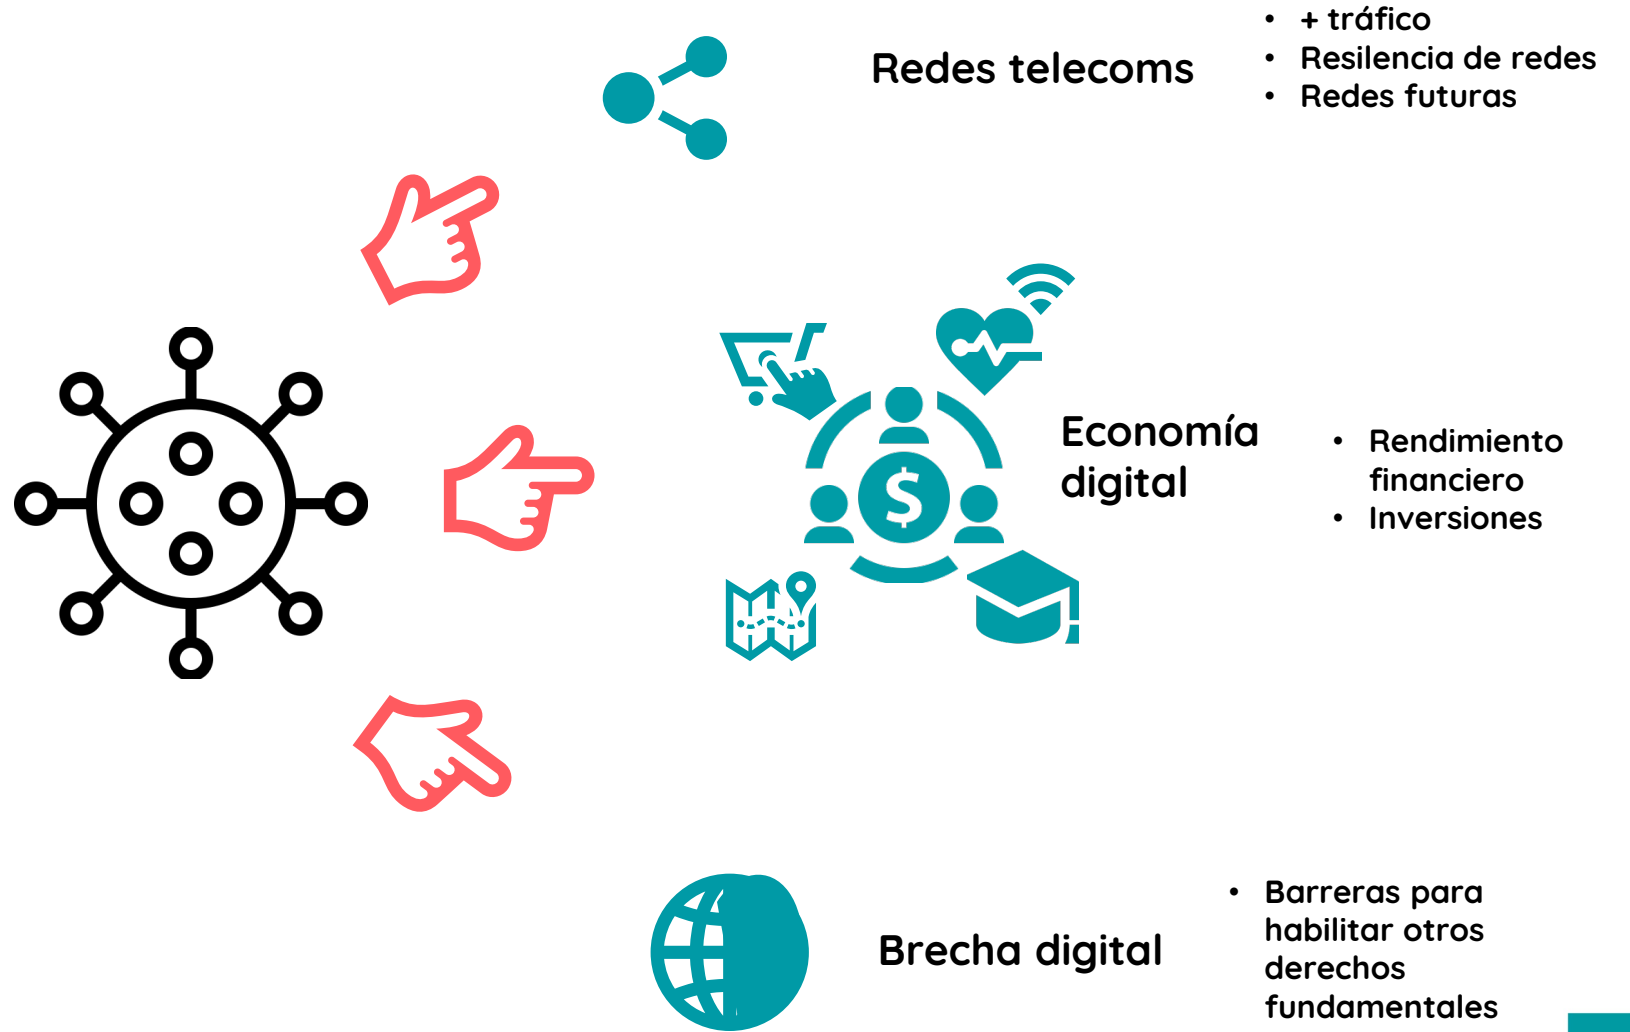 Redes telecoms
• + tráfico
• Resilencia de redes
• Redes futuras
Economía
digital
• Rendimiento
financiero
• Inversiones
Brecha digital
• Barreras para
habilitar otros
derechos
fundamentales